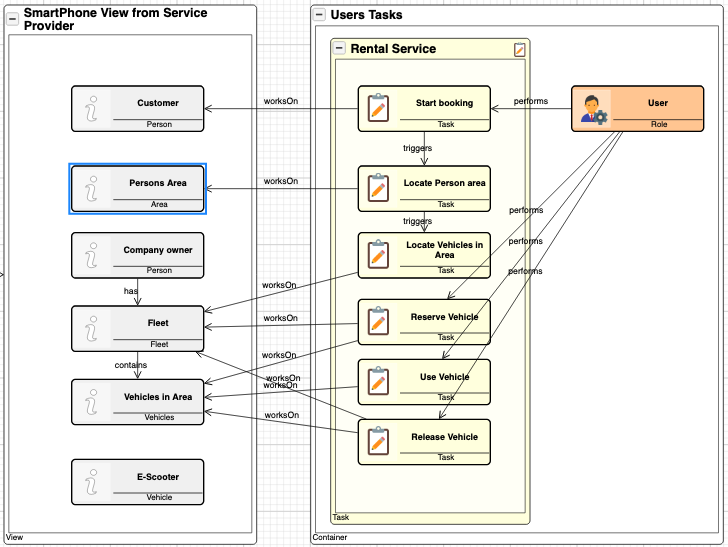 SmartPhone View from Service
Provider
Customer
Person
Persons Area
Area
Company owner
Person
has
Fleet
Fleet
contains
Vehicles in Area
Vehicles
E-Scooter
Vehicle
View
worksOn
worksOn
worksOn
worksOn
worksOn
worksOn
worksOn
worksOn
Users Tasks
Rental Service
Start booking
Task
triggers
Locate Person area
Task
triggers
Locate Vehicles in
Area
Task
Reserve Vehicle
Task
Use Vehicle
Task
Release Vehicle
Task
Task
performs
User
Role
performs
performs
performs
Container